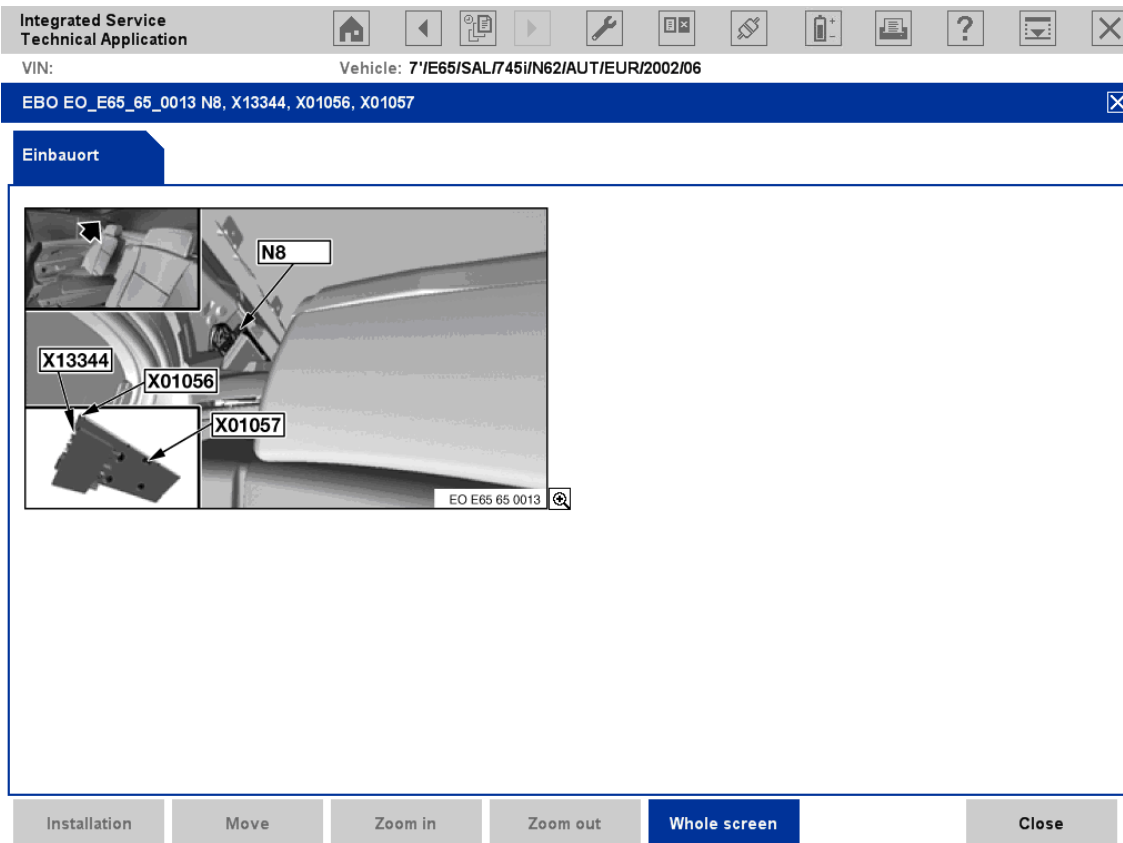 Integrated Service
Technical Application
VIN:
Vehicle: 7'/E65/SAL/745i/N62/AUT/EUR/2002/06
EBO EO_E65_65_0013 N8, X13344, X01056, X01057
Einbauort
N8
X13344
X01056
X01057
EO E65 65 0013
Installation
Move
Zoom in
Zoom out
Whole screen
Close